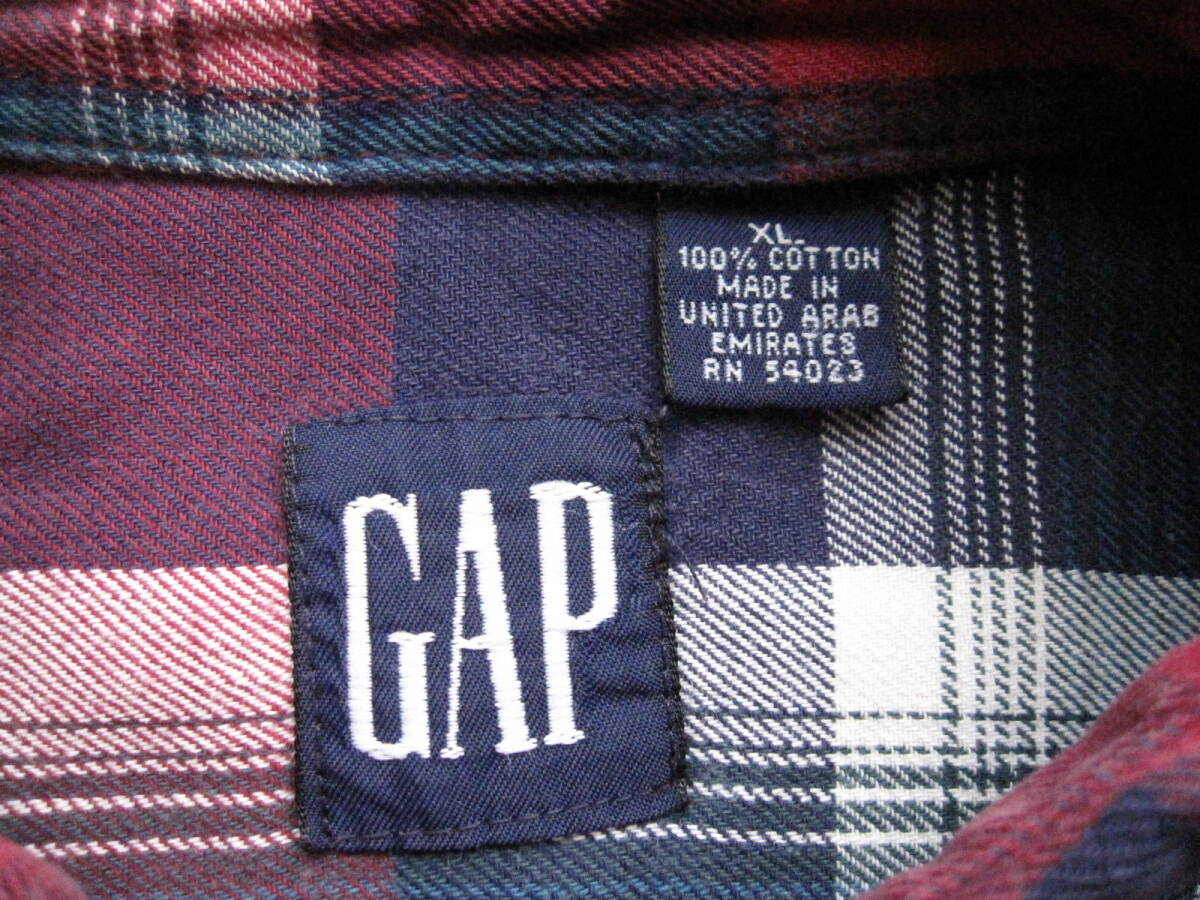 XL.
100% COTTON
MADE IN
UNITED ARAB
EMIRATES
RN 54023
GAP